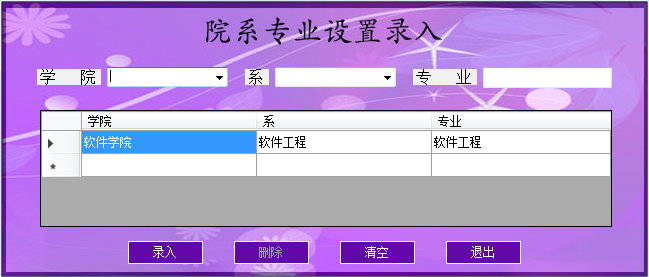 院系专业设置录入
学 院 系 专 业
学院 系 专业
软件学院 软件工程 软件工程
*
录入 删除 清空 退出